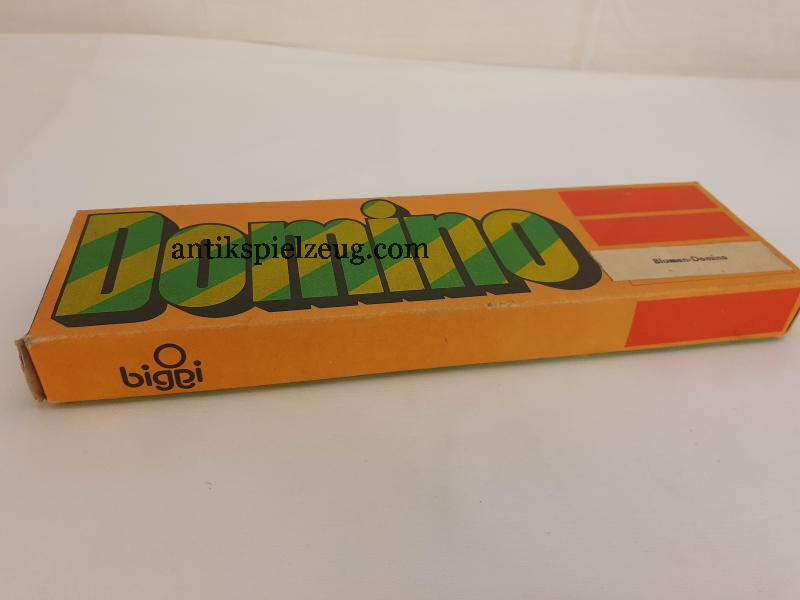 Domino
antikspielzeug.com
Blumen-Domino
biggi